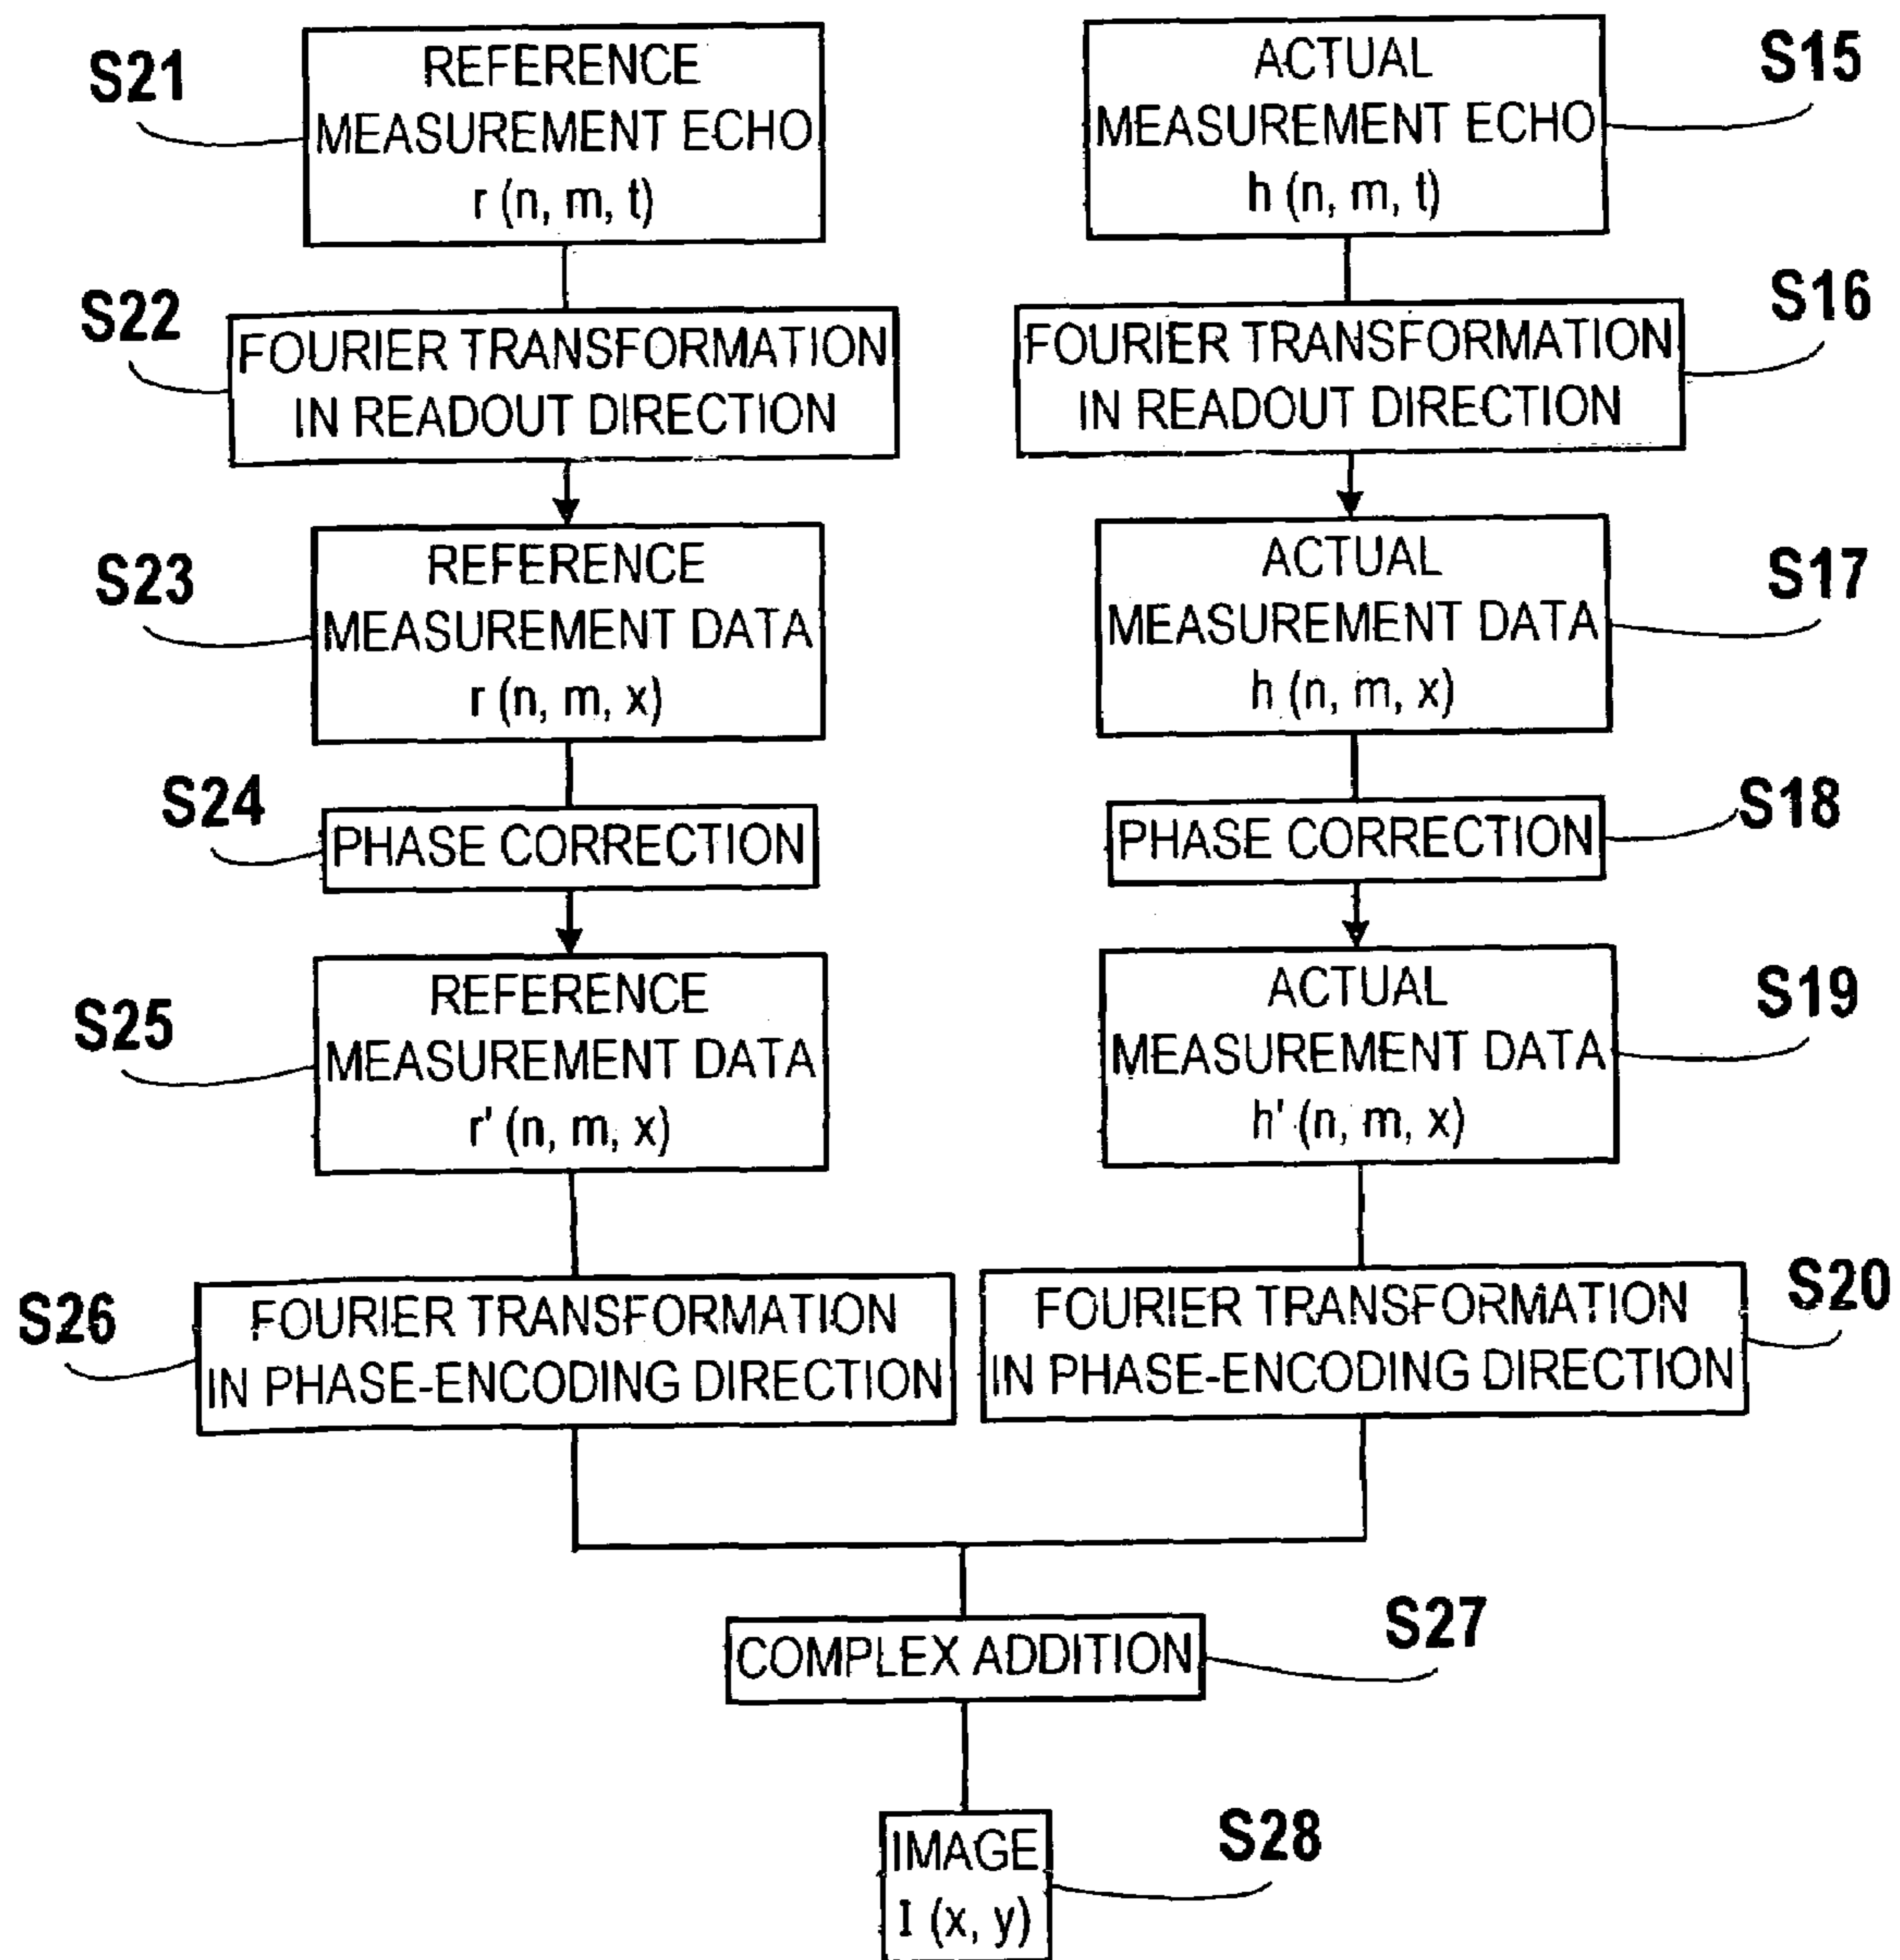 S21
REFERENCE
MEASUREMENT ECHO
r (n, m, t)
ACTUAL
MEASUREMENT ECHO
h (n, m, t)
S15
S22
FOURIER TRANSFORMATION
IN READOUT DIRECTION
FOURIER TRANSFORMATION
IN READOUT DIRECTION
S16
S23
REFERENCE
MEASUREMENT DATA
r (n, m, x)
ACTUAL
MEASUREMENT DATA
h (n, m, x)
S17
S24
PHASE CORRECTION
PHASE CORRECTION
S18
S25
REFERENCE
MEASUREMENT DATA
r' (n, m, x)
ACTUAL
MEASUREMENT DATA
h' (n, m, x)
S19
S26
FOURIER TRANSFORMATION
IN PHASE-ENCODING DIRECTION
FOURIER TRANSFORMATION
IN PHASE-ENCODING DIRECTION
S20
COMPLEX ADDITION
S27
IMAGE
I (x, y)
S28